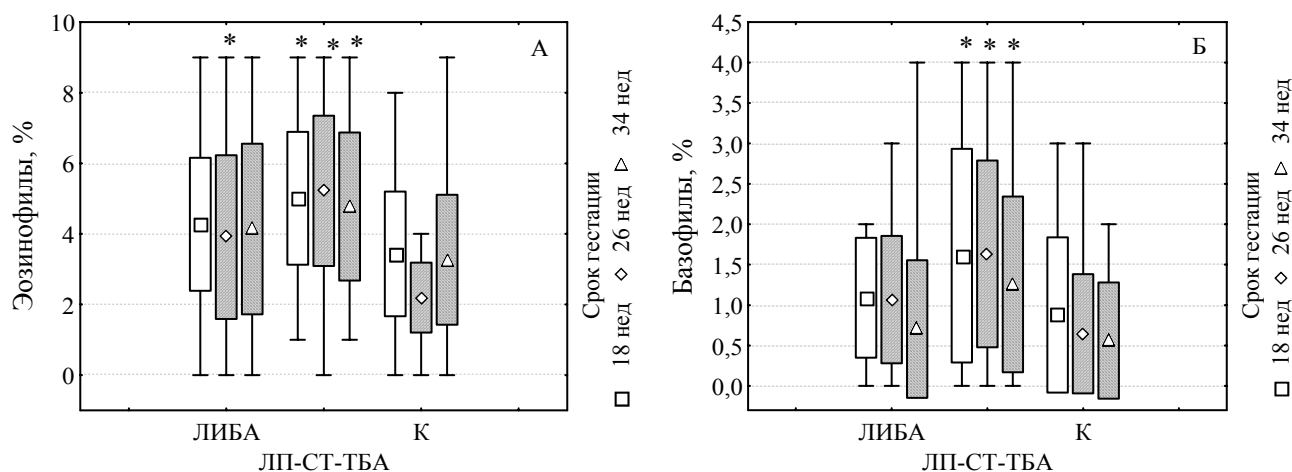 А
* * * *
Эозинофилы, %
10
8
6
4
2
0
ЛИБА К
ЛП-СТ-ТБА
Срок гестации
18 нед 26 нед 34 нед
Б
* * *
Базофилы, %
4,5
4,0
3,5
3,0
2,5
2,0
1,5
1,0
0,5
0,0
ЛИБА К
ЛП-СТ-ТБА
Срок гестации
18 нед 26 нед 34 нед